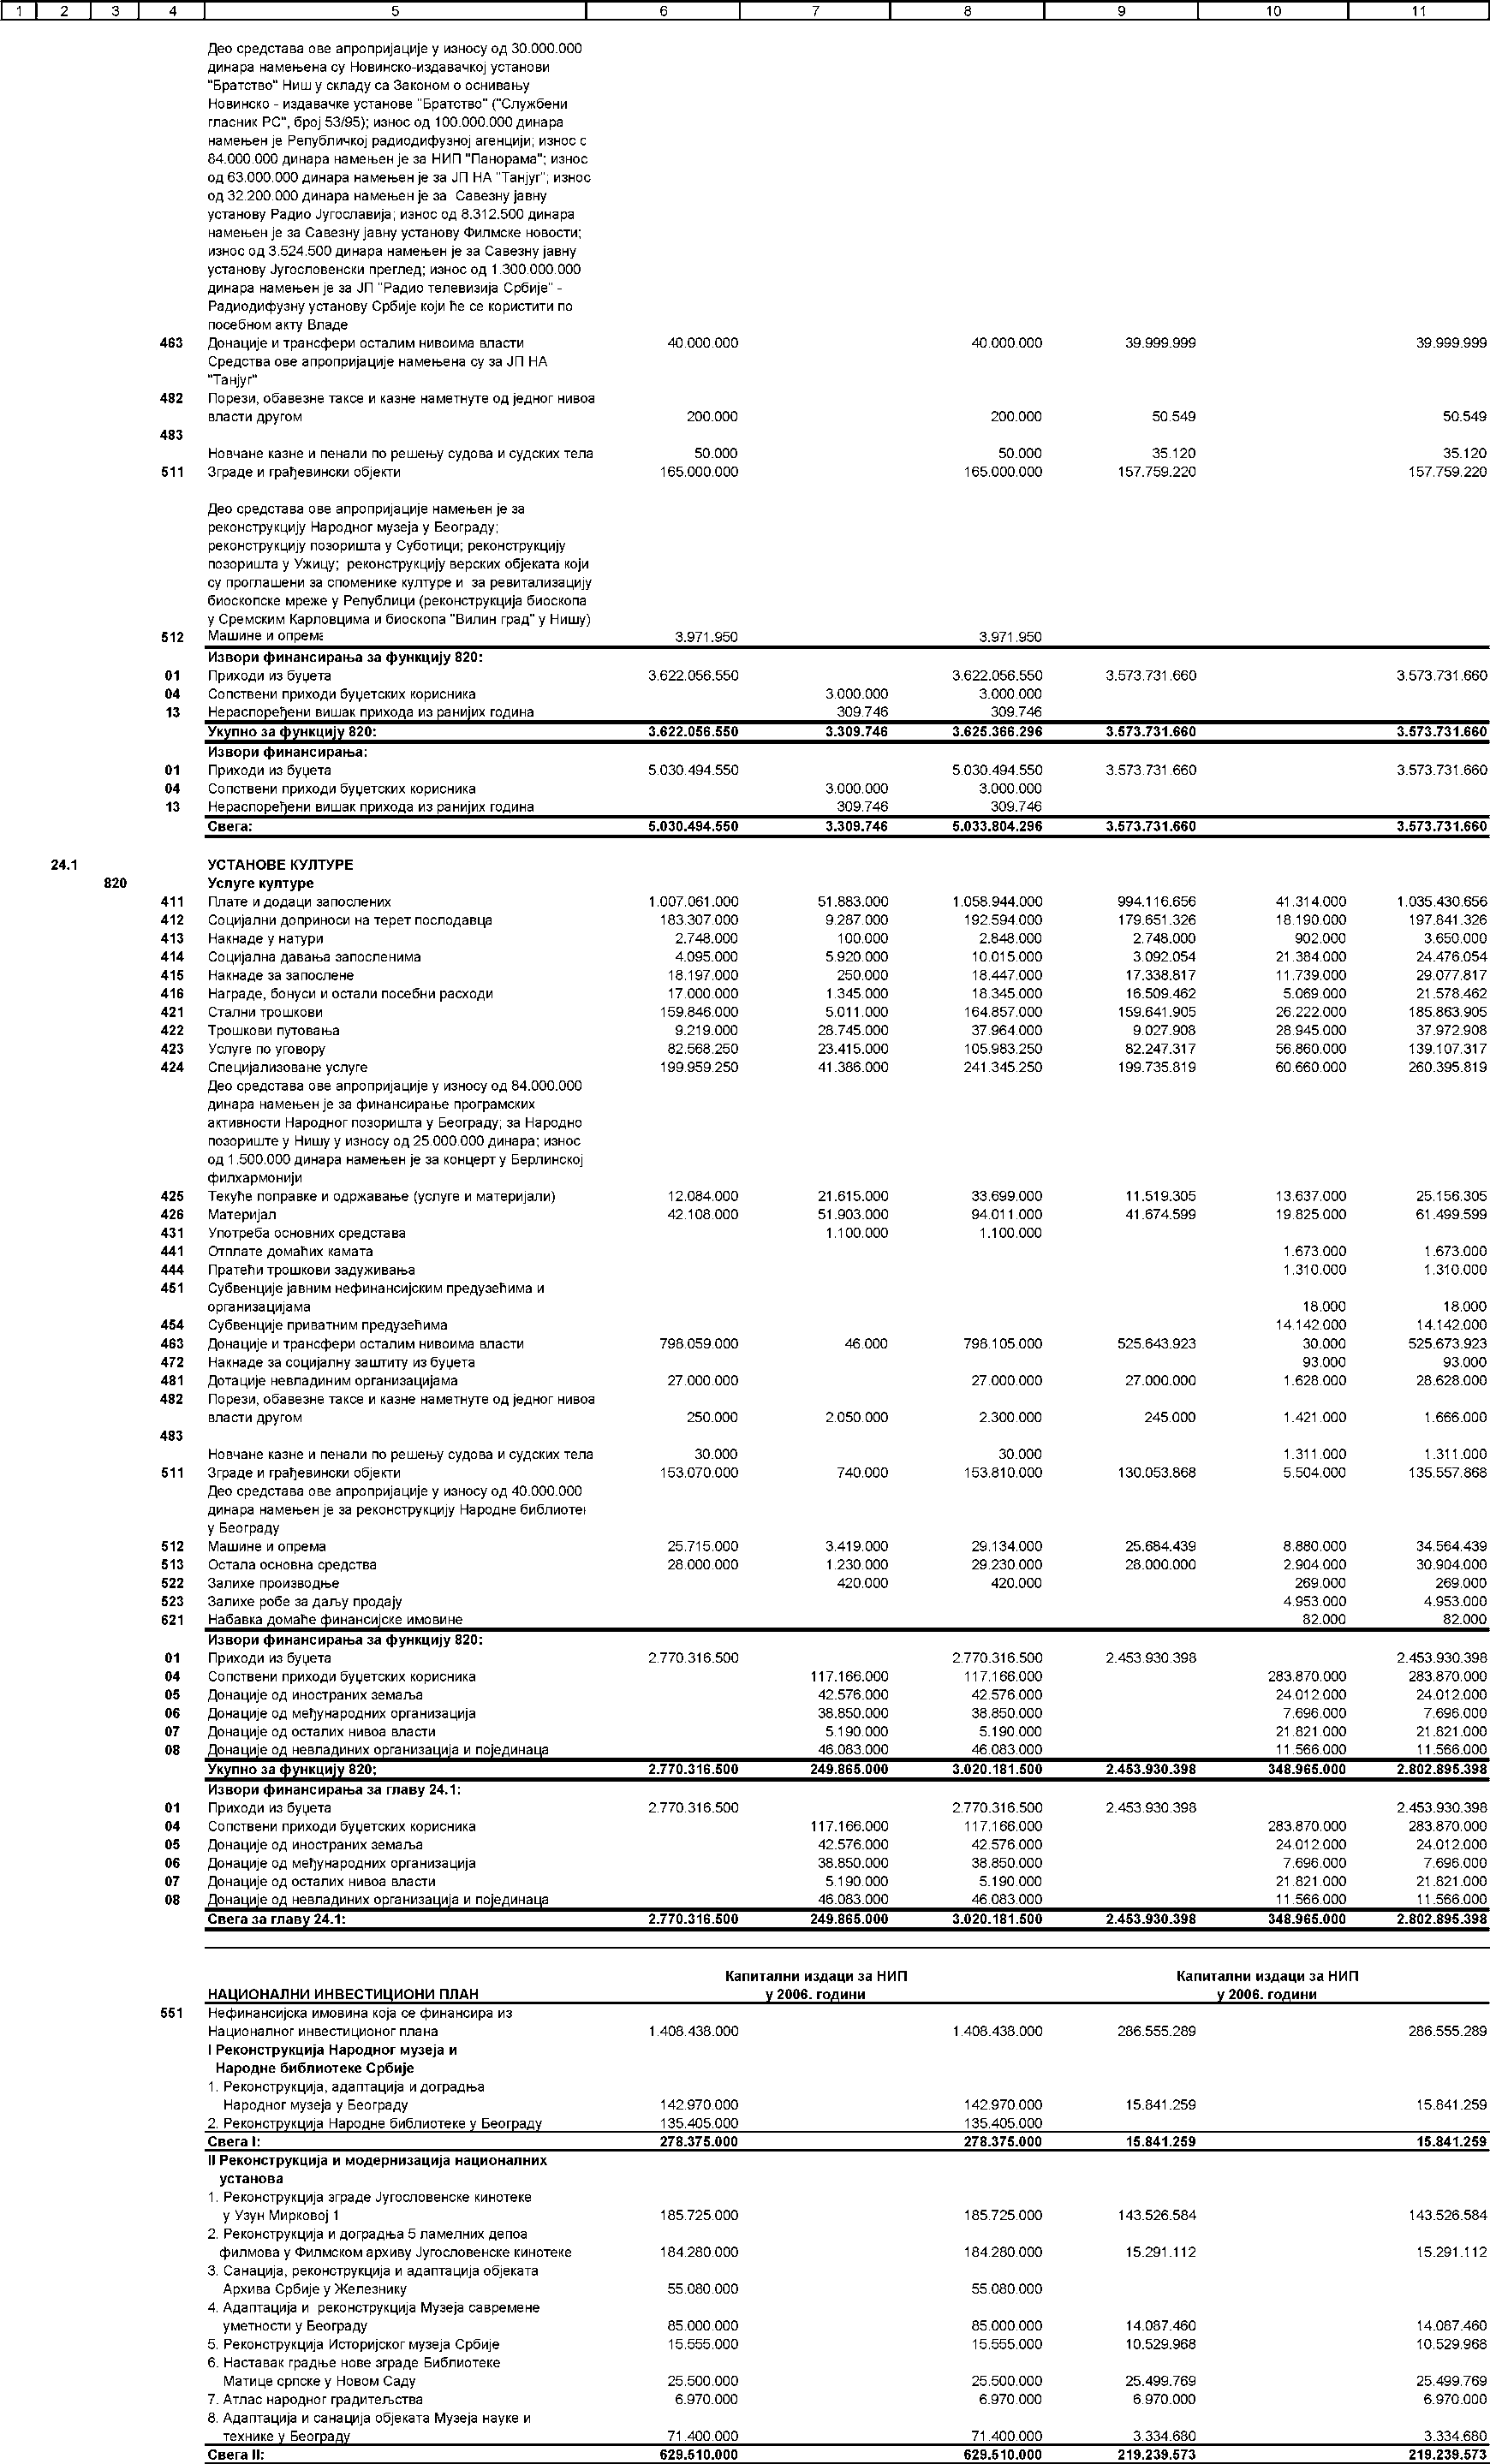 1 2 3 4 5 6 7 8 9 10 11
Део средстава ове апропријације у износу од 30.000.000
динара намењена су Новинско-издавачкој установи
"Братство" Ниш у складу са Законом о оснивању
Новинско - издавачке установе "Братство" ("Службени
гласник РС", број 53/95); износ од 100.000.000 динара
намењен је Републичкој радиодифузној агенцији; износ с
84.000.000 динара намењен је за НИП "Панорама"; износ
од 63.000.000 динара намењен је за ЈП НА "Танјуг"; износ
од 32.200.000 динара намењен је за Савезну јавну
установу Радио Југославија; износ од 8.312.500 динара
намењен је за Савезну јавну установу Филмске новости;
износ од 3.524.500 динара намењен је за Савезну јавну
установу Југословенски преглед; износ од 1.300.000.000
динара намењен је за ЈП "Радио телевизија Србије" -
Радиодифузну установу Србије који ће се користити по
посебном акту Владе
463 Донације и трансфери осталим нивоима власти 40.000.000 40.000.000 39.999.999 39.999.999
Средства ове апропријације намењена су за ЈП НА
"Танјуг"
482 Порези, обавезне таксе и казне наметнуте од једног нивоа
власти другом 200.000 200.000 50.549 50.549
483
Новчане казне и пенали по решењу судова и судских тела 50.000 50.000 35.120 35.120
511 Зграде и грађевински објекти 165.000.000 165.000.000 157.759.220 157.759.220
Део средстава ове апропријације намењен је за
реконструкцију Народног музеја у Београду;
реконструкцију позоришта у Суботици; реконструкцију
позоришта у Ужицу; реконструкцију верских објеката који
су проглашени за споменике културе и за ревитализацију
биоскопске мреже у Републици (реконструкција биоскопа
у Сремским Карловцима и биоскопа "Вилин град" у Нишу)
512 Машине и опрема 3.971.950 3.971.950
Извори финансирања за функцију 820:
01 Приходи из буџета 3.622.056.550 3.622.056.550 3.573.731.660 3.573.731.660
04 Сопствени приходи буџетских корисника 3.000.000 3.000.000
13 Нераспоређени вишак прихода из ранијих година 309.746 309.746
Укупно за функцију 820: 3.622.056.550 3.309.746 3.625.366.296 3.573.731.660 3.573.731.660
Извори финансирања:
01 Приходи из буџета 5.030.494.550 5.030.494.550 3.573.731.660 3.573.731.660
04 Сопствени приходи буџетских корисника 3.000.000 3.000.000
13 Нераспоређени вишак прихода из ранијих година 309.746 309.746
Свега: 5.030.494.550 3.309.746 5.033.804.296 3.573.731.660 3.573.731.660
24.1 УСТАНОВЕ КУЛТУРЕ
820 Услуге културе
411 Плате и додаци запослених 1.007.061.000 51.883.000 1.058.944.000 994.116.656 41.314.000 1.035.430.656
412 Социјални доприноси на терет послодавца 183.307.000 9.287.000 192.594.000 179.651.326 18.190.000 197.841.326
413 Накнаде у натури 2.748.000 100.000 2.848.000 2.748.000 902.000 3.650.000
414 Социјална давања запосленима 4.095.000 5.920.000 10.015.000 3.092.054 21.384.000 24.476.054
415 Накнаде за запослене 18.197.000 250.000 18.447.000 17.338.817 11.739.000 29.077.817
416 Награде, бонуси и остали посебни расходи 17.000.000 1.345.000 18.345.000 16.509.462 5.069.000 21.578.462
421 Стални трошкови 159.846.000 5.011.000 164.857.000 159.641.905 26.222.000 185.863.905
422 Трошкови путовања 9.219.000 28.745.000 37.964.000 9.027.908 28.945.000 37.972.908
423 Услуге по уговору 82.568.250 23.415.000 105.983.250 82.247.317 56.860.000 139.107.317
424 Специјализоване услуге 199.959.250 41.386.000 241.345.250 199.735.819 60.660.000 260.395.819
Део средстава ове апропријације у износу од 84.000.000
динара намењен је за финансирање програмских
активности Народног позоришта у Београду; за Народно
позориште у Нишу у износу од 25.000.000 динара; износ
од 1.500.000 динара намењен је за концерт у Берлинској
филхармонији
425 Текуће поправке и одржавање (услуге и материјали) 12.084.000 21.615.000 33.699.000 11.519.305 13.637.000 25.156.305
426 Материјал 42.108.000 51.903.000 94.011.000 41.674.599 19.825.000 61.499.599
431 Употреба основних средстава 1.100.000 1.100.000
441 Отплате домаћих камата 1.673.000 1.673.000
444 Пратећи трошкови задуживања 1.310.000 1.310.000
451 Субвенције јавним нефинансијским предузећима и
организацијама 18.000 18.000
454 Субвенције приватним предузећима 14.142.000 14.142.000
463 Донације и трансфери осталим нивоима власти 798.059.000 46.000 798.105.000 525.643.923 30.000 525.673.923
472 Накнаде за социјалну заштиту из буџета 93.000 93.000
481 Дотације невладиним организацијама 27.000.000 27.000.000 27.000.000 1.628.000 28.628.000
482 Порези, обавезне таксе и казне наметнуте од једног нивоа
власти другом 250.000 2.050.000 2.300.000 245.000 1.421.000 1.666.000
483
Новчане казне и пенали по решењу судова и судских тела 30.000 30.000 1.311.000 1.311.000
511 Зграде и грађевински објекти 153.070.000 740.000 153.810.000 130.053.868 5.504.000 135.557.868
Део средстава ове апропријације у износу од 40.000.000
динара намењен је за реконструкцију Народне библиотеı
у Београду
512 Машине и опрема 25.715.000 3.419.000 29.134.000 25.684.439 8.880.000 34.564.439
513 Остала основна средства 28.000.000 1.230.000 29.230.000 28.000.000 2.904.000 30.904.000
522 Залихе производње 420.000 420.000 269.000 269.000
523 Залихе робе за даљу продају 4.953.000 4.953.000
621 Набавка домаће финансијске имовине 82.000 82.000
Извори финансирања за функцију 820:
01 Приходи из буџета 2.770.316.500 2.770.316.500 2.453.930.398 2.453.930.398
04 Сопствени приходи буџетских корисника 117.166.000 117.166.000 283.870.000 283.870.000
05 Донације од иностраних земаља 42.576.000 42.576.000 24.012.000 24.012.000
06 Донације од међународних организација 38.850.000 38.850.000 7.696.000 7.696.000
07 Донације од осталих нивоа власти 5.190.000 5.190.000 21.821.000 21.821.000
08 Донације од невладиних организација и појединаца 46.083.000 46.083.000 11.566.000 11.566.000
Укупно за функцију 820; 2.770.316.500 249.865.000 3.020.181.500 2.453.930.398 348.965.000 2.802.895.398
Извори финансирања за главу 24.1:
01 Приходи из буџета 2.770.316.500 2.770.316.500 2.453.930.398 2.453.930.398
04 Сопствени приходи буџетских корисника 117.166.000 117.166.000 283.870.000 283.870.000
05 Донације од иностраних земаља 42.576.000 42.576.000 24.012.000 24.012.000
06 Донације од међународних организација 38.850.000 38.850.000 7.696.000 7.696.000
07 Донације од осталих нивоа власти 5.190.000 5.190.000 21.821.000 21.821.000
08 Донације од невладиних организација и појединаца 46.083.000 46.083.000 11.566.000 11.566.000
Свега за главу 24.1: 2.770.316.500 249.865.000 3.020.181.500 2.453.930.398 348.965.000 2.802.895.398
Капитални издаци за НИП Капитални издаци за НИП
НАЦИОНАЛНИ ИНВЕСТИЦИОНИ ПЛАН у 2006. години у 2006. години
551 Нефинансијска имовина која се финансира из
Националног инвестиционог плана 1.408.438.000 1.408.438.000 286.555.289 286.555.289
I Реконструкција Народног музеја и
Народне библиотеке Србије
1. Реконструкција, адаптација и доградња
Народног музеја у Београду 142.970.000 142.970.000 15.841.259 15.841.259
2. Реконструкција Народне библиотеке у Београду 135.405.000 135.405.000
Свега I: 278.375.000 278.375.000 15.841.259 15.841.259
II Реконструкција и модернизација националних
установа
1. Реконструкција зграде Југословенске кинотеке
у Узун Мирковој 1 185.725.000 185.725.000 143.526.584 143.526.584
2. Реконструкција и доградња 5 ламелних депоа
филмова у Филмском архиву Југословенске кинотеке 184.280.000 184.280.000 15.291.112 15.291.112
3. Санација, реконструкција и адаптација објеката
Архива Србије у Железнику 55.080.000 55.080.000
4. Адаптација и реконструкција Музеја савремене
уметности у Београду 85.000.000 85.000.000 14.087.460 14.087.460
5. Реконструкција Историјског музеја Србије 15.555.000 15.555.000 10.529.968 10.529.968
6. Наставак градње нове зграде Библиотеке
Матице српске у Новом Саду 25.500.000 25.500.000 25.499.769 25.499.769
7. Атлас народног градитељства 6.970.000 6.970.000 6.970.000 6.970.000
8. Адаптација и санација објеката Музеја науке и
технике у Београду 71.400.000 71.400.000 3.334.680 3.334.680
Свега II: 629.510.000 629.510.000 219.239.573 219.239.573